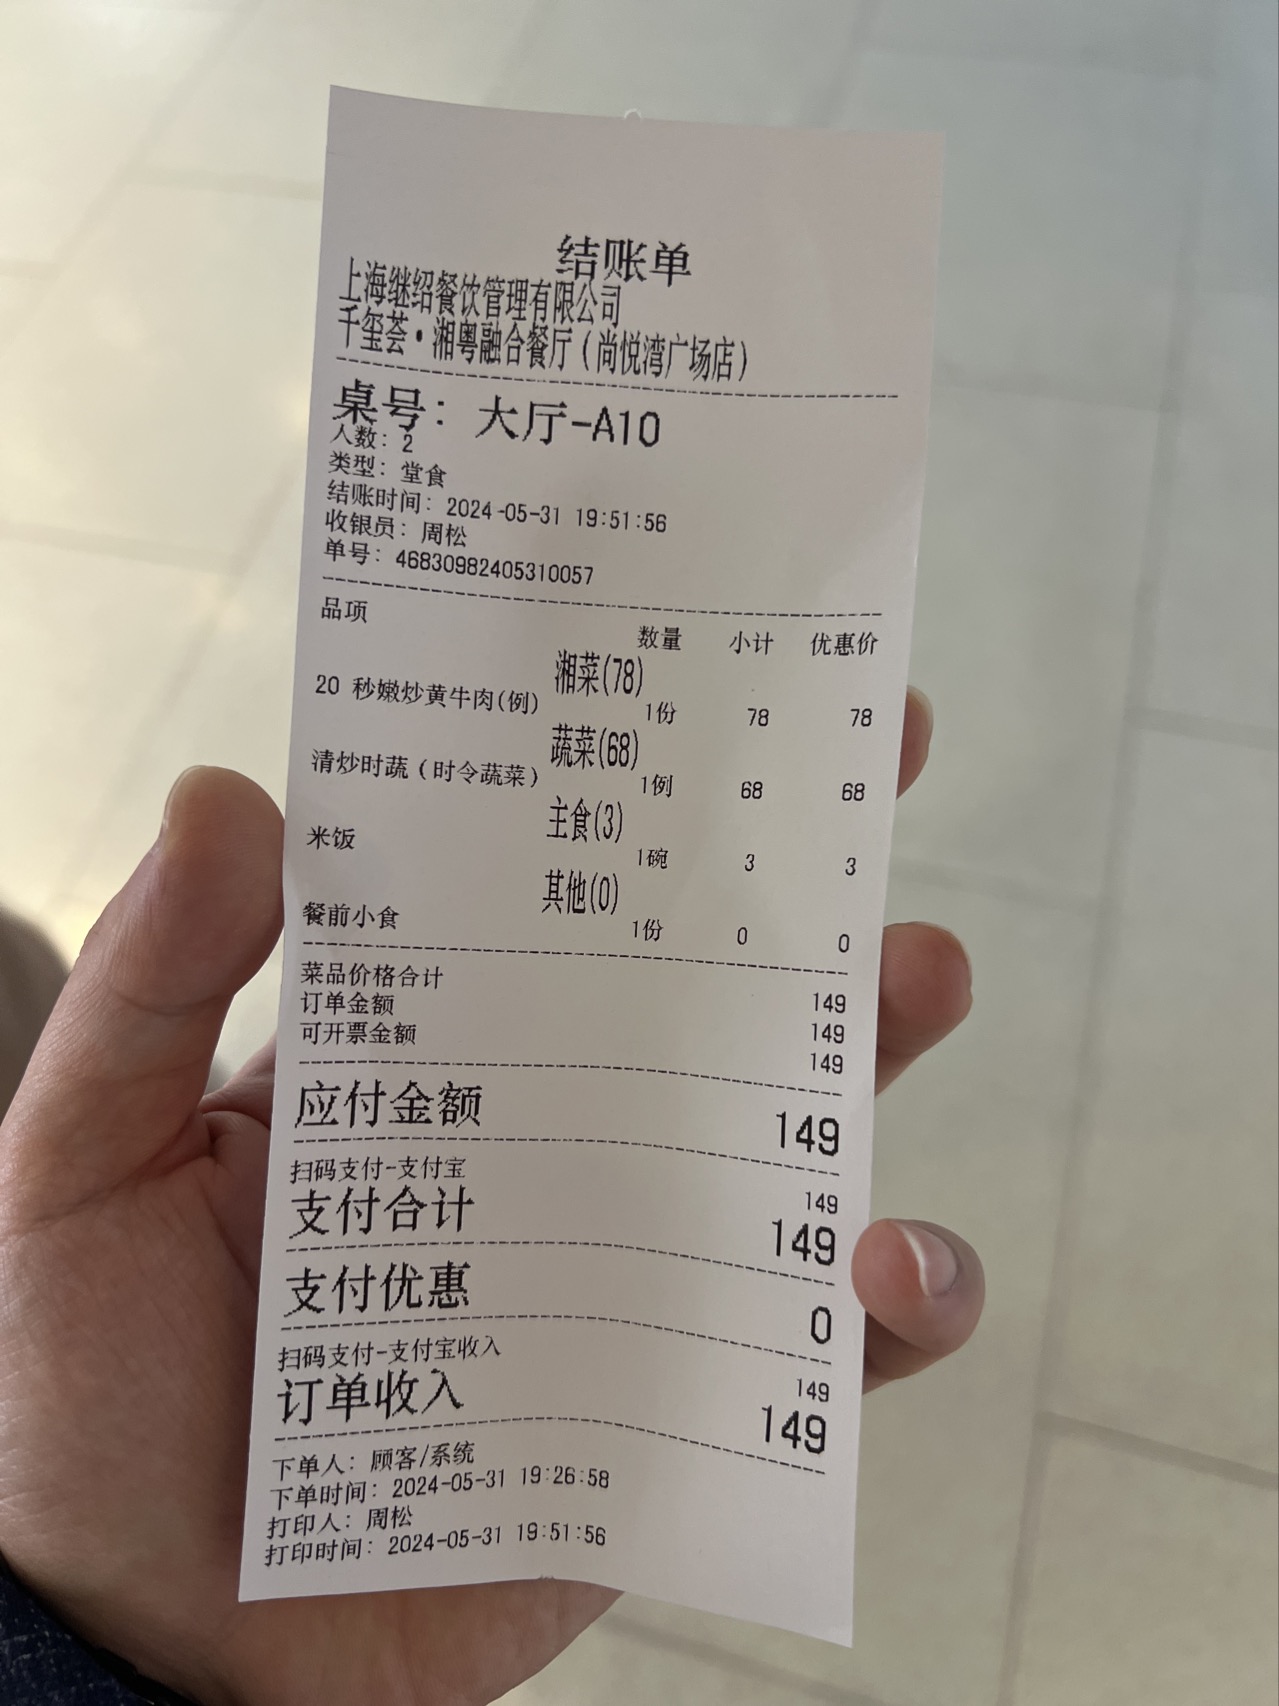 结账单
上海继绍餐饮管理有限公司
千玺荟·湘粤融合餐厅(尚悦湾广场店)
桌号: 大厅-A10
人数: 2
类型: 堂食
结账时间: 2024-05-31 19:51:56
收银员: 周松
单号: 46830982405310057
品项 数量 小计 优惠价
湘菜(78)
20 秒嫩炒黄牛肉(例) 1份 78 78
蔬菜(68)
清炒时蔬(时令蔬菜) 1例 68 68
主食(3)
米饭 1碗 3 3
其他(0)
餐前小食 1份 0 0
菜品价格合计 149
订单金额 149
可开票金额 149
应付金额 149
扫码支付-支付宝 149
支付合计 149
支付优惠 0
扫码支付-支付宝收入 149
订单收入 149
下单人: 顾客/系统
下单时间: 2024-05-31 19:26:58
打印人: 周松
打印时间: 2024-05-31 19:51:56